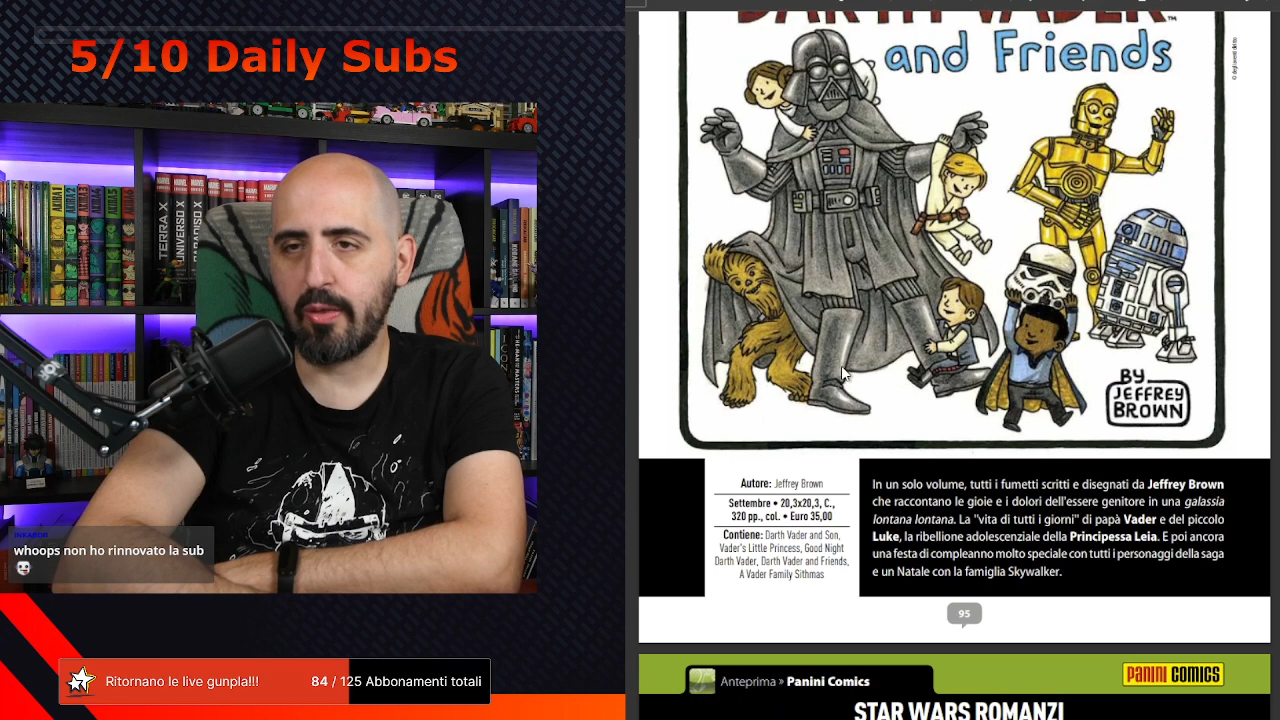 5/10 Daily Subs
TERRA X
UNIVERSO X
PARADISO X
INKABOR
whoops non ho rinnovato la sub
Ritornano le live gunpla!!!
84 / 125 Abbonamenti totali
DARTH VADER™
and Friends
BY
JEFFREY
BROWN
Autore: Jeffrey Brown
Settembre • 20,3x20,3, C.,
320 pp., col. • Euro 35,00
Contiene: Darth Vader and Son,
Vader's Little Princess, Good Night
Darth Vader, Darth Vader and Friends,
A Vader Family Sithmas
In un solo volume, tutti i fumetti scritti e disegnati da Jeffrey Brown
che raccontano le gioie e i dolori dell'essere genitore in una galassia
lontana lontana. La "vita di tutti i giorni" di papà Vader e del piccolo
Luke, la ribellione adolescenziale della Principessa Leia. E poi ancora
una festa di compleanno molto speciale con tutti i personaggi della saga
e un Natale con la famiglia Skywalker.
95
Anteprima » Panini Comics
PANINI COMICS
STAR WARS ROMANZI